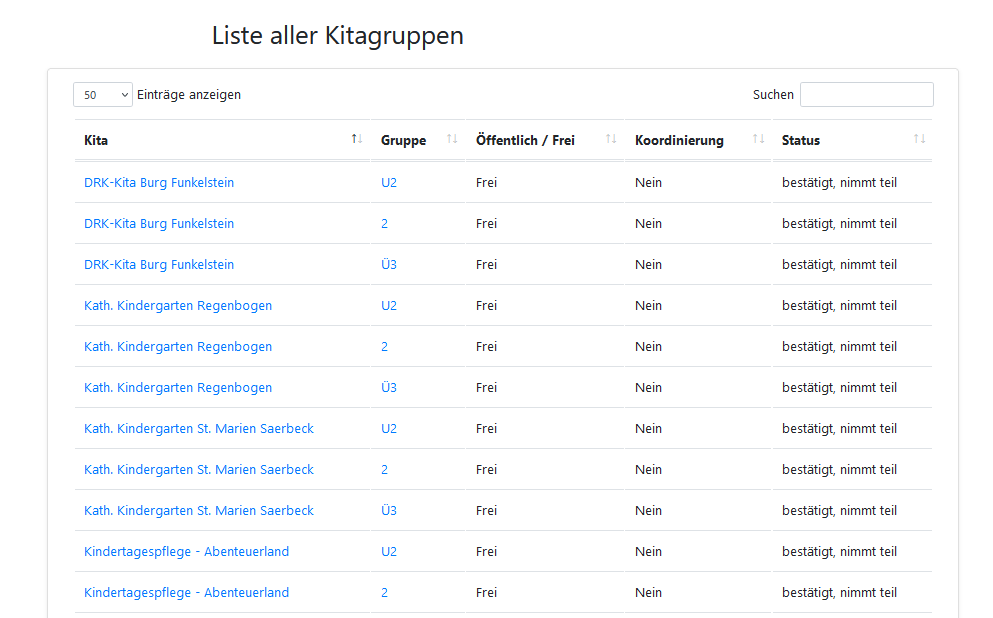 Liste aller Kitagruppen
50 Einträge anzeigen Suchen
Kita Gruppe Öffentlich / Frei Koordinierung Status
DRK-Kita Burg Funkelstein U2 Frei Nein bestätigt, nimmt teil
DRK-Kita Burg Funkelstein 2 Frei Nein bestätigt, nimmt teil
DRK-Kita Burg Funkelstein Ü3 Frei Nein bestätigt, nimmt teil
Kath. Kindergarten Regenbogen U2 Frei Nein bestätigt, nimmt teil
Kath. Kindergarten Regenbogen 2 Frei Nein bestätigt, nimmt teil
Kath. Kindergarten Regenbogen Ü3 Frei Nein bestätigt, nimmt teil
Kath. Kindergarten St. Marien Saerbeck U2 Frei Nein bestätigt, nimmt teil
Kath. Kindergarten St. Marien Saerbeck 2 Frei Nein bestätigt, nimmt teil
Kath. Kindergarten St. Marien Saerbeck Ü3 Frei Nein bestätigt, nimmt teil
Kindertagespflege - Abenteuerland U2 Frei Nein bestätigt, nimmt teil
Kindertagespflege - Abenteuerland 2 Frei Nein bestätigt, nimmt teil